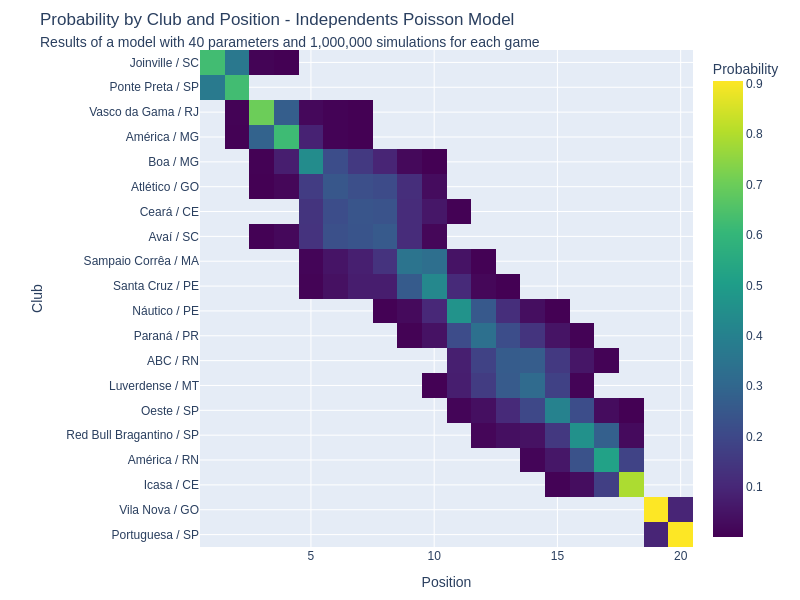 Probability by Club and Position - Independents Poisson Model
Results of a model with 40 parameters and 1,000,000 simulations for each game
Probability
Joinville / SC
Ponte Preta / SP
Vasco da Gama / RJ
América / MG
Boa / MG
Atlético / GO
Ceará / CE
Avaí / SC
Sampaio Corrêa / MA
Santa Cruz / PE
Náutico / PE
Paraná / PR
ABC / RN
Luverdense / MT
Oeste / SP
Red Bull Bragantino / SP
América / RN
Icasa / CE
Vila Nova / GO
Portuguesa / SP
Club
5
10
15
20
Position
0.9
0.8
0.7
0.6
0.5
0.4
0.3
0.2
0.1